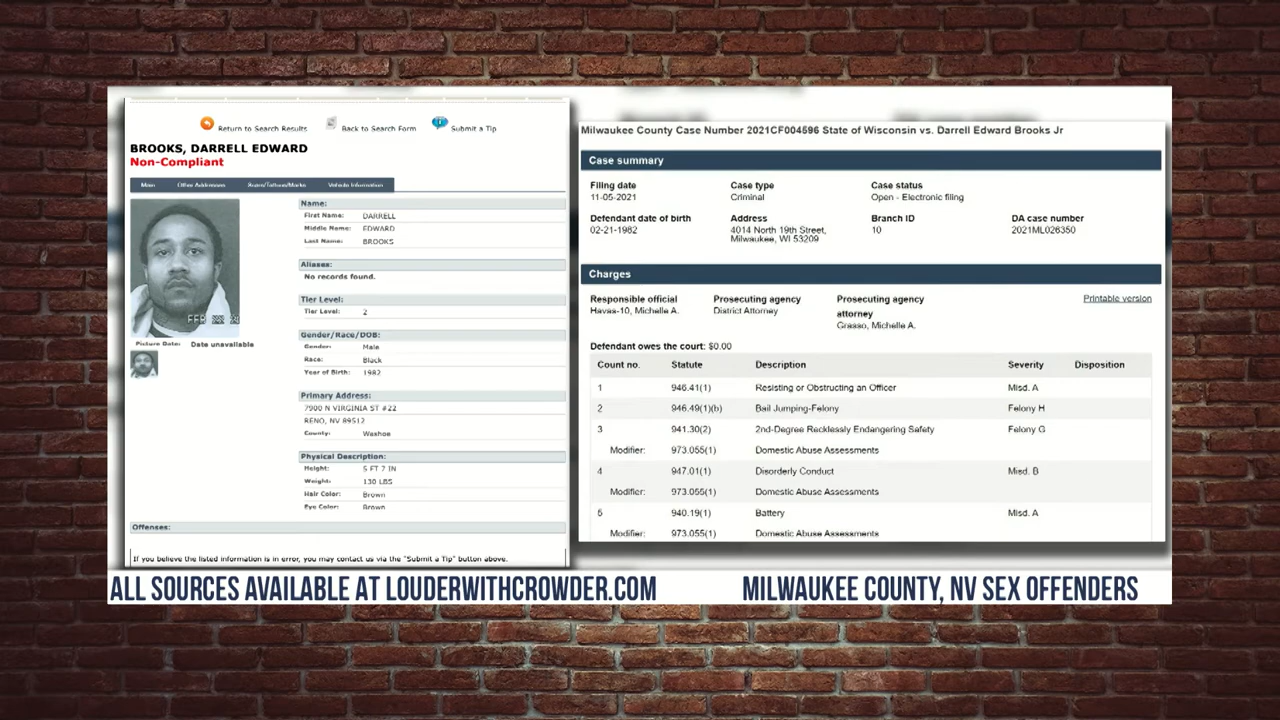 Return to Search Results
Back to Search Form
Submit a Tip
BROOKS, DARRELL EDWARD
Non-Compliant
Main Other Addresses Scars/Tattoos/Marks Vehicle Information
Picture Date: Date unavailable
Name:
First Name: DARRELL
Middle Name: EDWARD
Last Name: BROOKS
Aliases:
No records found.
Tier Level:
Tier Level: 2
Gender/Race/DOB:
Gender: Male
Race: Black
Year of Birth: 1982
Primary Address:
7900 N VIRGINIA ST #22
RENO, NV 89512
County: Washoe
Physical Description:
Height: 5 FT 7 IN
Weight: 130 LBS
Hair Color: Brown
Eye Color: Brown
Offenses:
If you believe the listed information is in error, you may contact us via the "Submit a Tip" button above.
Milwaukee County Case Number 2021CF004596 State of Wisconsin vs. Darrell Edward Brooks Jr
Case summary
Filing date
11-05-2021
Case type
Criminal
Case status
Open - Electronic filing
Defendant date of birth
02-21-1982
Address
4014 North 19th Street,
Milwaukee, WI 53209
Branch ID
10
DA case number
2021ML026350
Charges
Responsible official
Havas-10, Michelle A.
Prosecuting agency
District Attorney
Prosecuting agency
attorney
Grasso, Michelle A.
Printable version
Defendant owes the court: $0.00
Count no. Statute Description Severity Disposition
1 946.41(1) Resisting or Obstructing an Officer Misd. A
2 946.49(1)(b) Bail Jumping-Felony Felony H
3 941.30(2) 2nd-Degree Recklessly Endangering Safety Felony G
Modifier: 973.055(1) Domestic Abuse Assessments
4 947.01(1) Disorderly Conduct Misd. B
Modifier: 973.055(1) Domestic Abuse Assessments
5 940.19(1) Battery Misd. A
Modifier: 973.055(1) Domestic Abuse Assessments
ALL SOURCES AVAILABLE AT LOUDERWITHCROWDER.COM
MILWAUKEE COUNTY, NV SEX OFFENDERS